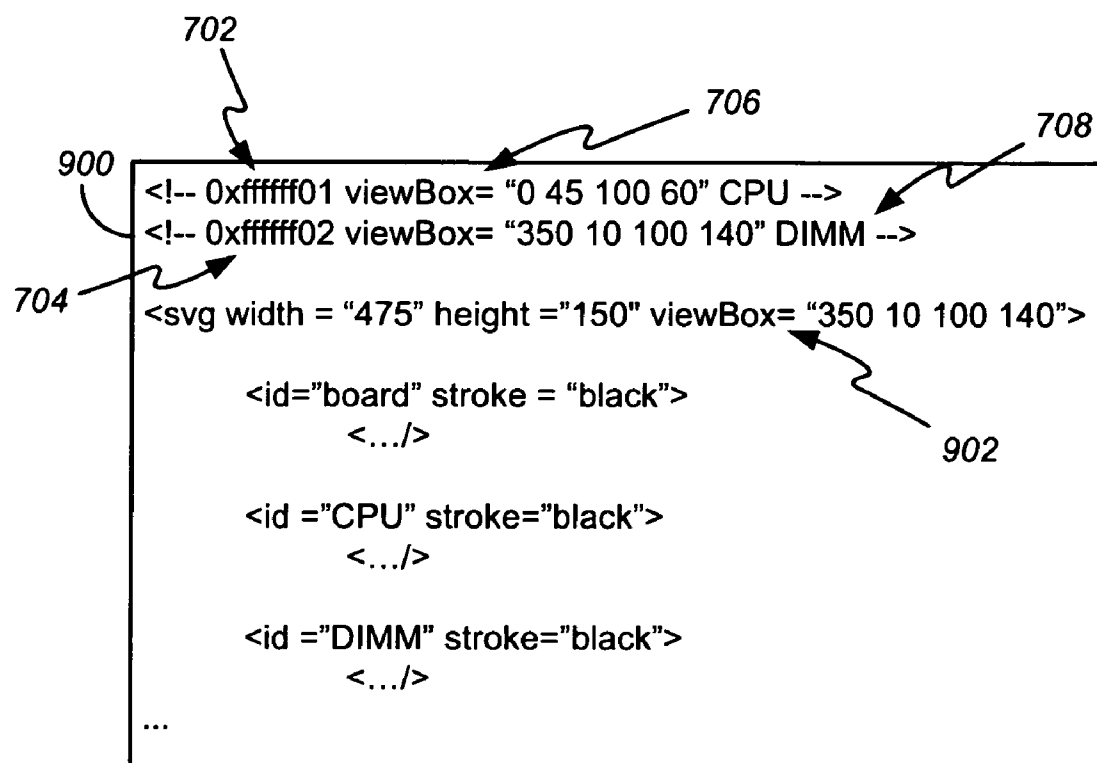 702
706
708
900
<!-- 0xffffff01 viewBox= “0 45 100 60” CPU -->
<!-- 0xffffff02 viewBox= “350 10 100 140” DIMM -->
704
<svg width = “475” height =”150" viewBox= “350 10 100 140”>
<id=”board” stroke = “black”>
<.../>
902
<id =”CPU” stroke=”black”>
<.../>
<id =”DIMM” stroke=”black”>
<.../>
...